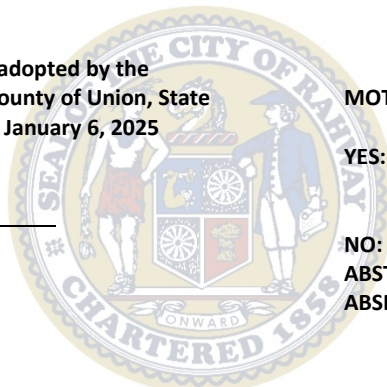 adopted by the
ounty of Union, State
January 6, 2025
MOT
YES:
NO:
ABST
ABSE
SEAL OF THE CITY OF RAHWAY
ONWARD
CHARTERED 1858